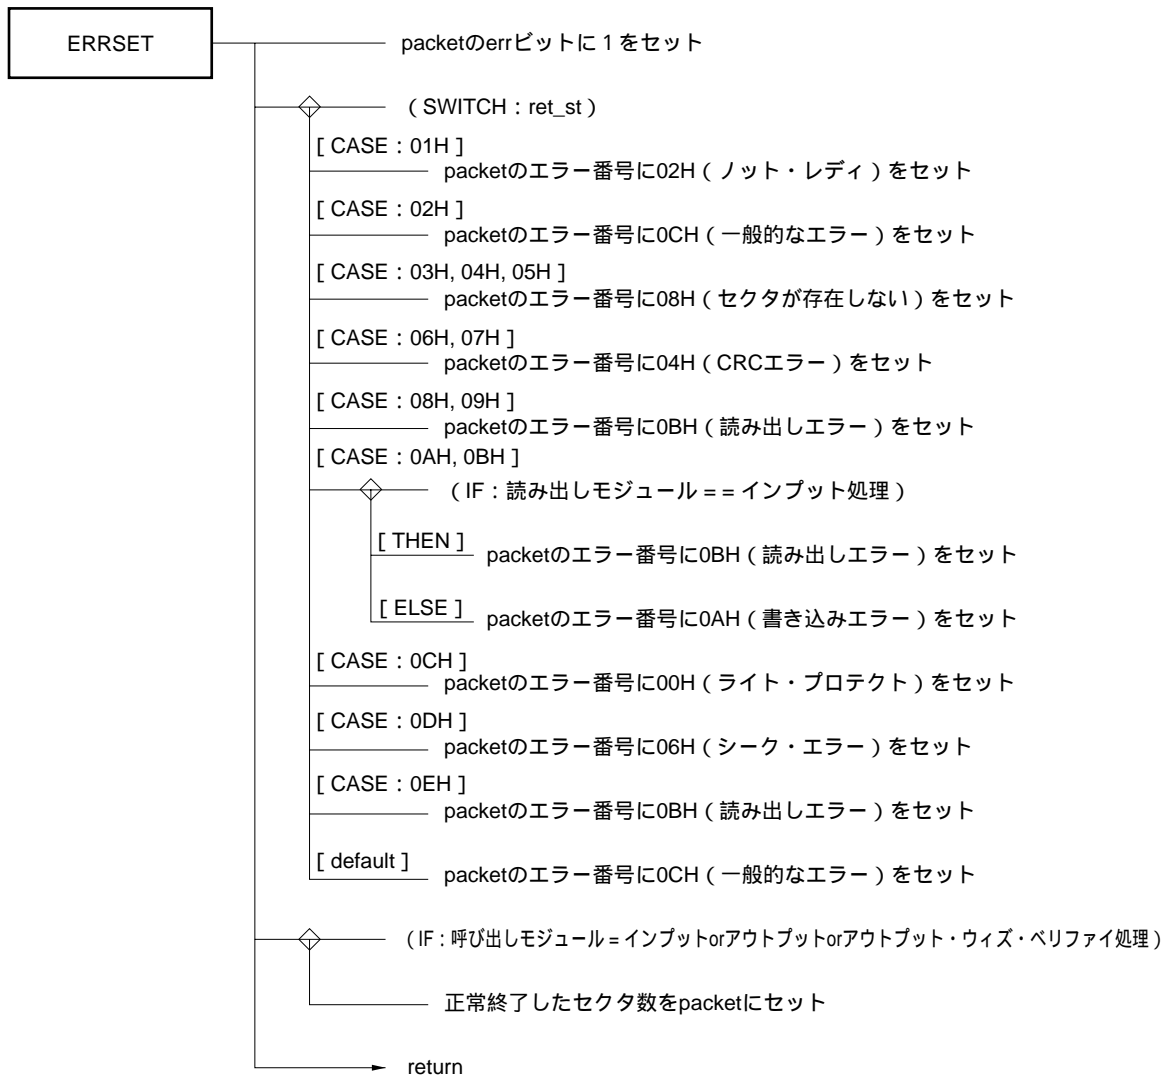 ERRSET
packetのerrビットに１をセット
（SWITCH：ret_st）
［CASE：01H］
packetのエラー番号に02H（ノット・レディ）をセット
［CASE：02H］
packetのエラー番号に0CH（一般的なエラー）をセット
［CASE：03H, 04H, 05H］
packetのエラー番号に08H（セクタが存在しない）をセット
［CASE：06H, 07H］
packetのエラー番号に04H（CRCエラー）をセット
［CASE：08H, 09H］
packetのエラー番号に0BH（読み出しエラー）をセット
［CASE：0AH, 0BH］
（IF：読み出しモジュール＝＝インプット処理）
［THEN］
packetのエラー番号に0BH（読み出しエラー）をセット
［ELSE］
packetのエラー番号に0AH（書き込みエラー）をセット
［CASE：0CH］
packetのエラー番号に00H（ライト・プロテクト）をセット
［CASE：0DH］
packetのエラー番号に06H（シーク・エラー）をセット
［CASE：0EH］
packetのエラー番号に0BH（読み出しエラー）をセット
［default］
packetのエラー番号に0CH（一般的なエラー）をセット
（IF：呼び出しモジュール＝インプットorアウトプットorアウトプット・ウィズ・ベリファイ処理）
正常終了したセクタ数をpacketにセット
return